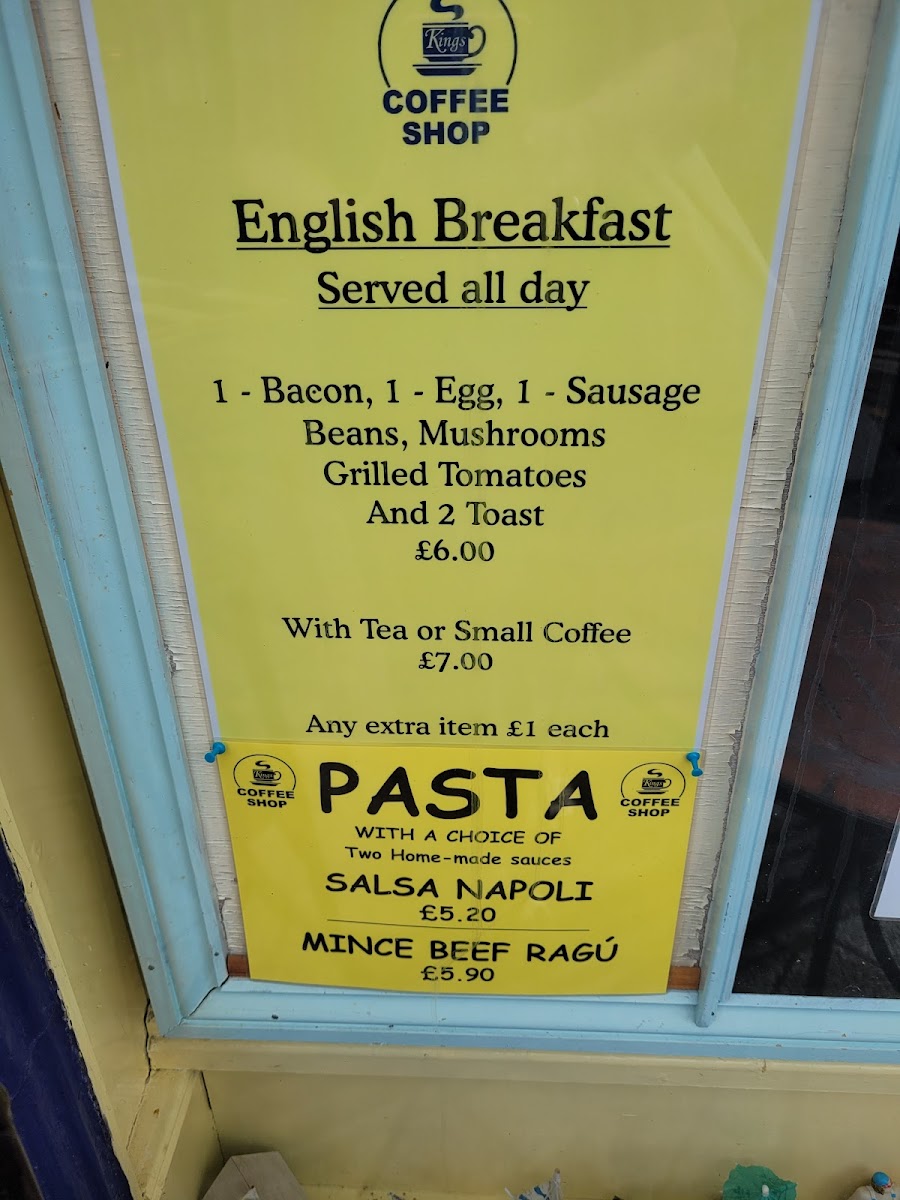 Kings
COFFEE
SHOP
English Breakfast
Served all day
1 - Bacon, 1 - Egg, 1 - Sausage
Beans, Mushrooms
Grilled Tomatoes
And 2 Toast
£6.00
With Tea or Small Coffee
£7.00
Any extra item £1 each
Kings
COFFEE
SHOP
PASTA
Kings
COFFEE
SHOP
WITH A CHOICE OF
Two Home-made sauces
SALSA NAPOLI
£5.20
MINCE BEEF RAGÚ
£5.90